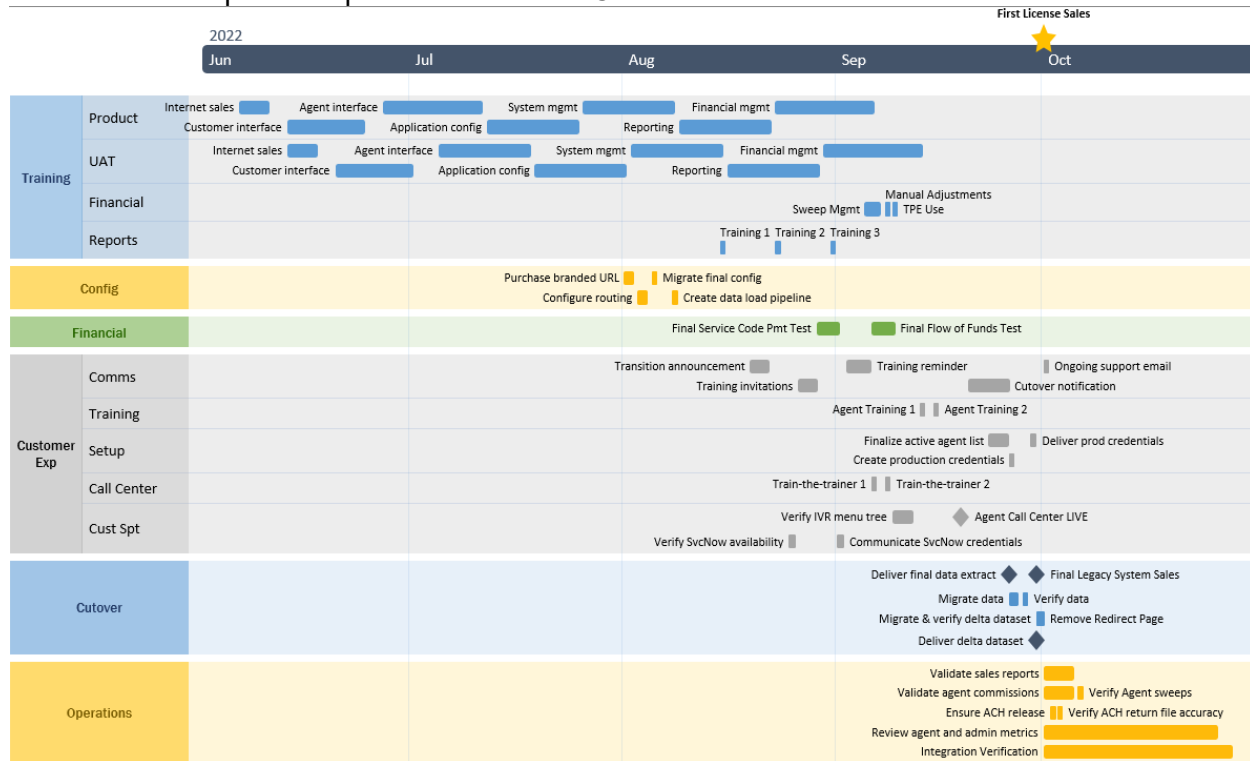 First License Sales
2022
Jun Jul Aug Sep Oct
Training
Product
Internet sales Agent interface System mgmt Financial mgmt
Customer interface Application config Reporting
UAT
Internet sales Agent interface System mgmt Financial mgmt
Customer interface Application config Reporting
Financial
Manual Adjustments
Sweep Mgmt TPE Use
Reports
Training 1 Training 2 Training 3
Config
Purchase branded URL Migrate final config
Configure routing Create data load pipeline
Financial
Final Service Code Pmt Test Final Flow of Funds Test
Customer
Exp
Comms
Transition announcement Training reminder Ongoing support email
Training invitations Cutover notification
Training
Agent Training 1 Agent Training 2
Setup
Finalize active agent list Deliver prod credentials
Create production credentials
Call Center
Train-the-trainer 1 Train-the-trainer 2
Cust Spt
Verify IVR menu tree Agent Call Center LIVE
Verify SvcNow availability Communicate SvcNow credentials
Cutover
Deliver final data extract Final Legacy System Sales
Migrate data Verify data
Migrate & verify delta dataset Remove Redirect Page
Deliver delta dataset
Operations
Validate sales reports
Validate agent commissions Verify Agent sweeps
Ensure ACH release Verify ACH return file accuracy
Review agent and admin metrics
Integration Verification